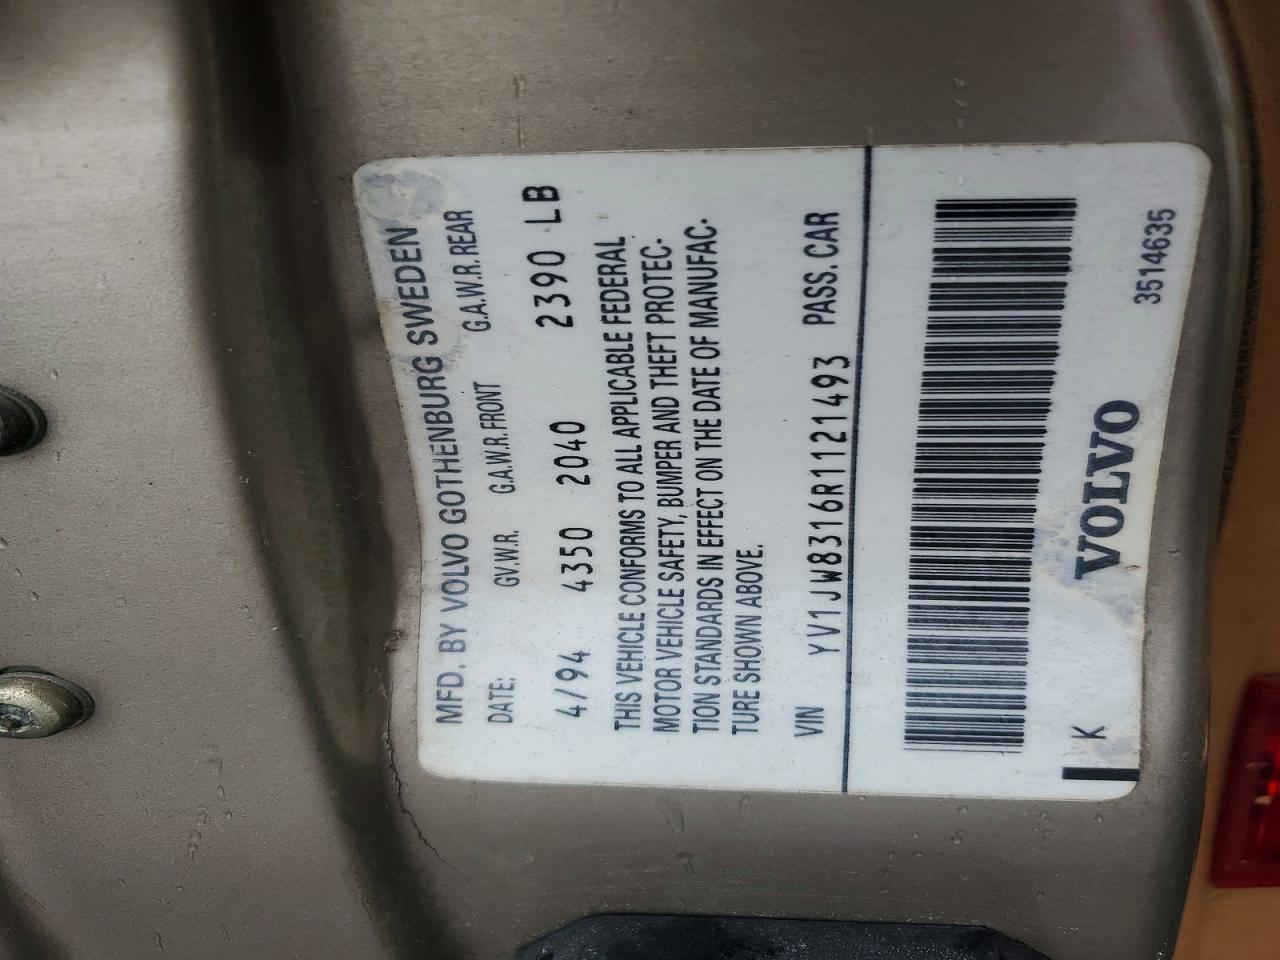 MFD. BY VOLVO GOTHENBURG SWEDEN
DATE: GV.W.R. G.A.W.R. FRONT G.A.W.R. REAR
4/94 4350 2040 2390 LB
THIS VEHICLE CONFORMS TO ALL APPLICABLE FEDERAL
MOTOR VEHICLE SAFETY, BUMPER AND THEFT PROTEC-
TION STANDARDS IN EFFECT ON THE DATE OF MANUFAC-
TURE SHOWN ABOVE.
VIN YV1JW8316R1121493 PASS. CAR
K VOLVO 3514635